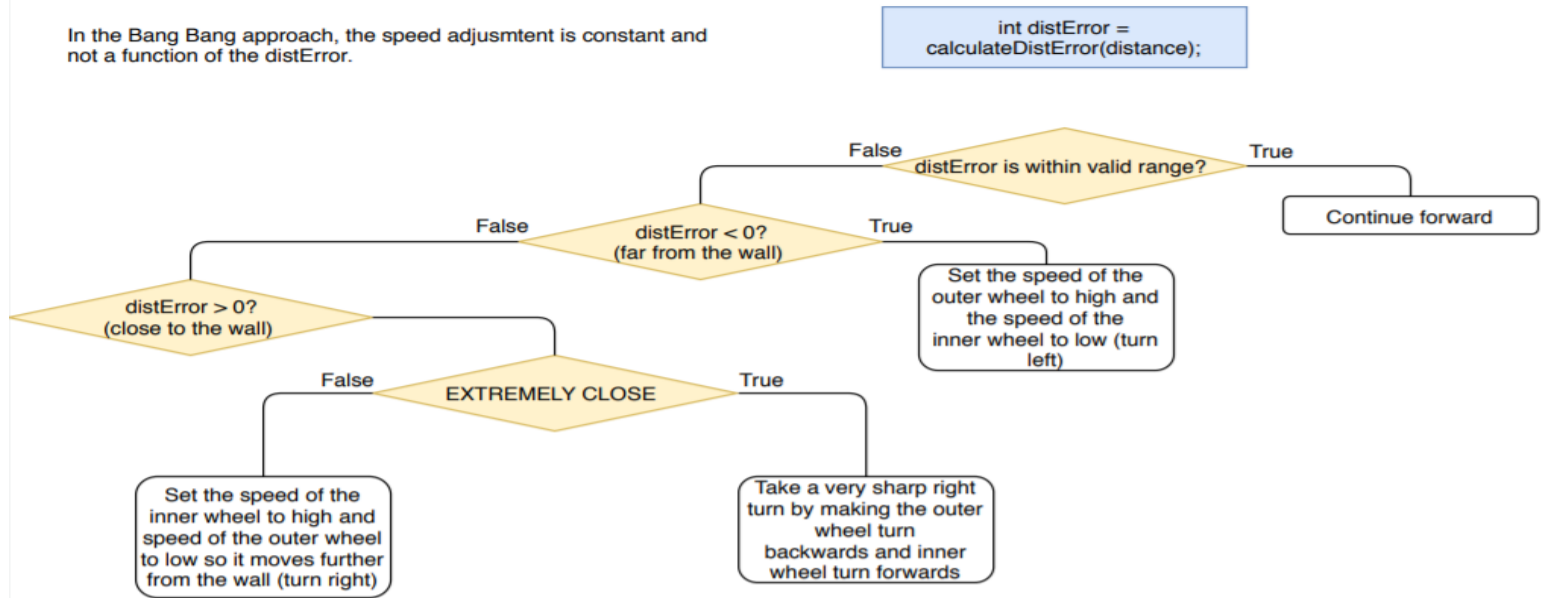 In the Bang Bang approach, the speed adjusmtent is constant and
not a function of the distError.
int distError =
calculateDistError(distance);
False
distError is within valid range?
True
Continue forward
False
distError < 0?
(far from the wall)
True
Set the speed of the
outer wheel to high and
the speed of the
inner wheel to low (turn
left)
distError > 0?
(close to the wall)
False
EXTREMELY CLOSE
True
Set the speed of the
inner wheel to high and
speed of the outer wheel
to low so it moves further
from the wall (turn right)
Take a very sharp right
turn by making the outer
wheel turn
backwards and inner
wheel turn forwards